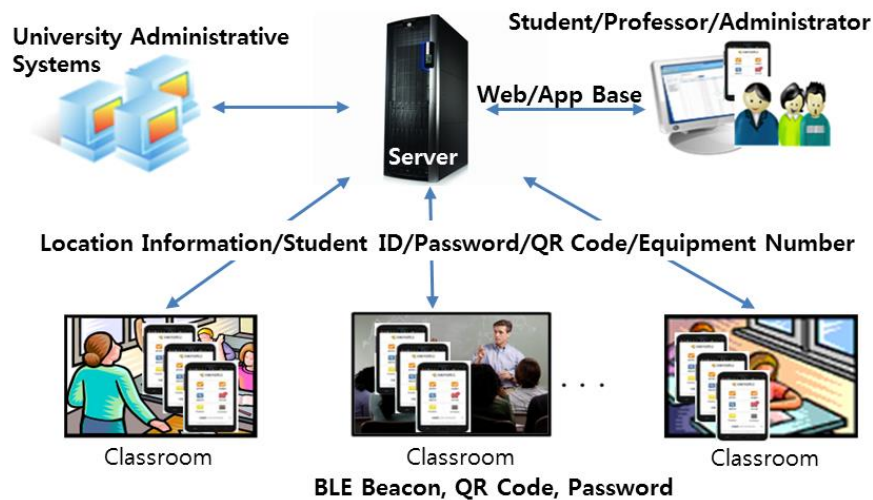 University Administrative
Systems
Student/Professor/Administrator
Web/App Base
Server
Location Information/Student ID/Password/QR Code/Equipment Number
. . .
Classroom
Classroom
Classroom
BLE Beacon, QR Code, Password